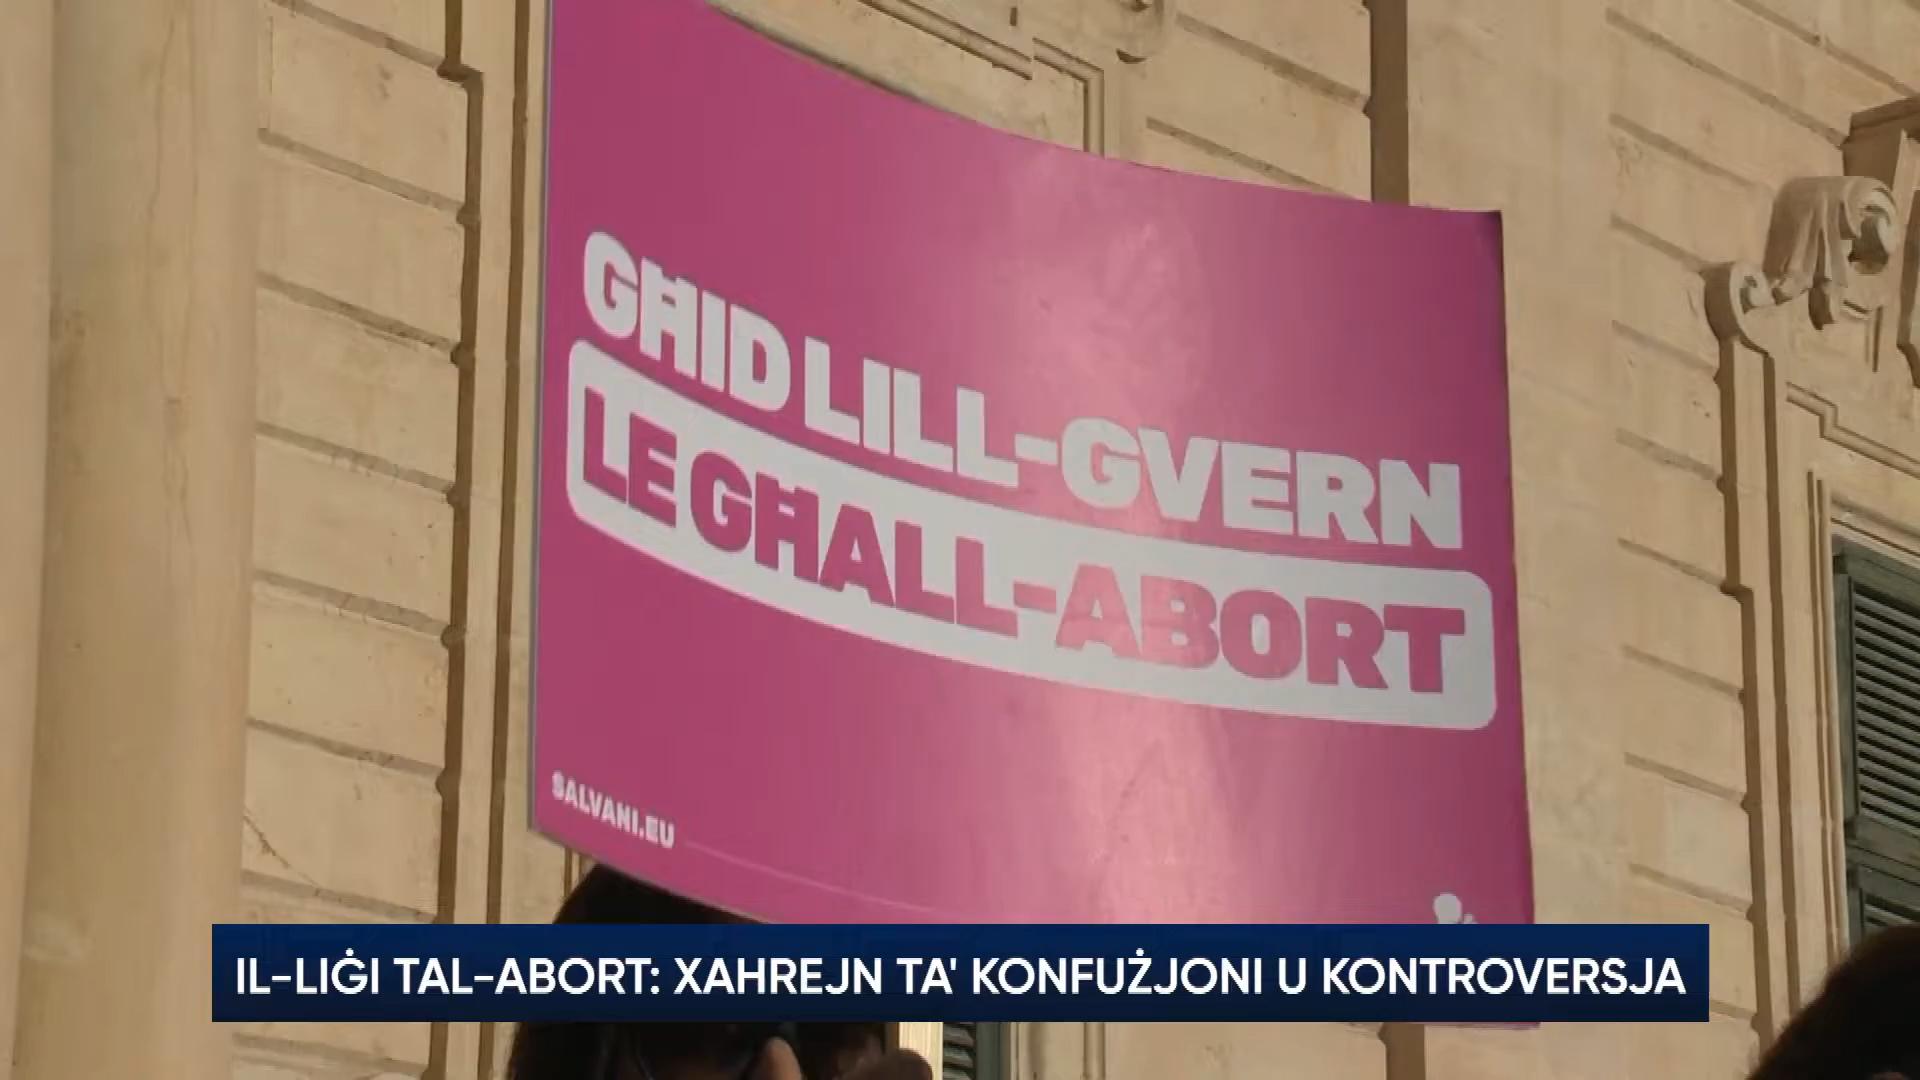 GĦID LILL-GVERN
LE GĦALL-ABORT
SALVANI.EU
IL-LIĠI TAL-ABORT: XAHREJN TA' KONFUŻJONI U KONTROVERSJA